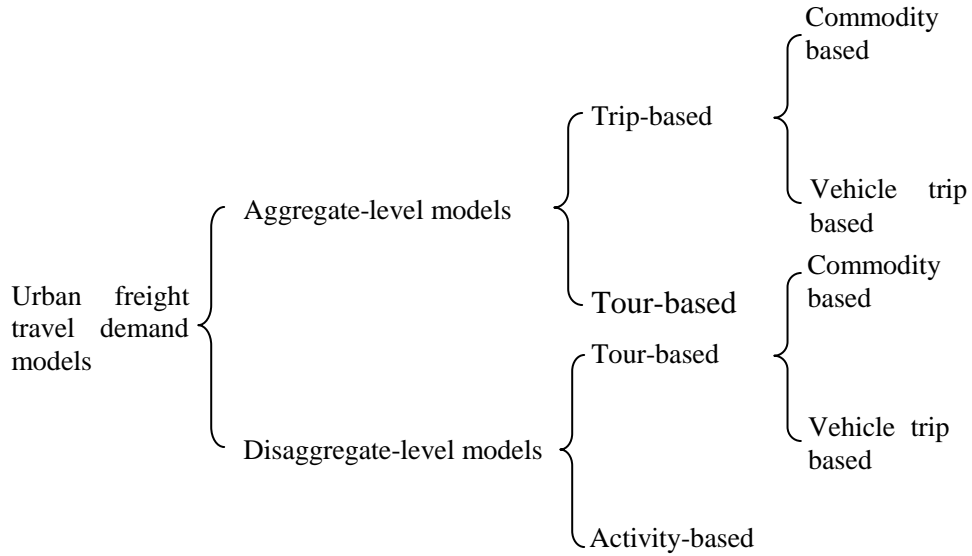 Urban freight
travel demand
models
Aggregate-level models
Trip-based
Commodity
based
Vehicle trip
based
Tour-based
Disaggregate-level models
Tour-based
Commodity
based
Vehicle trip
based
Activity-based